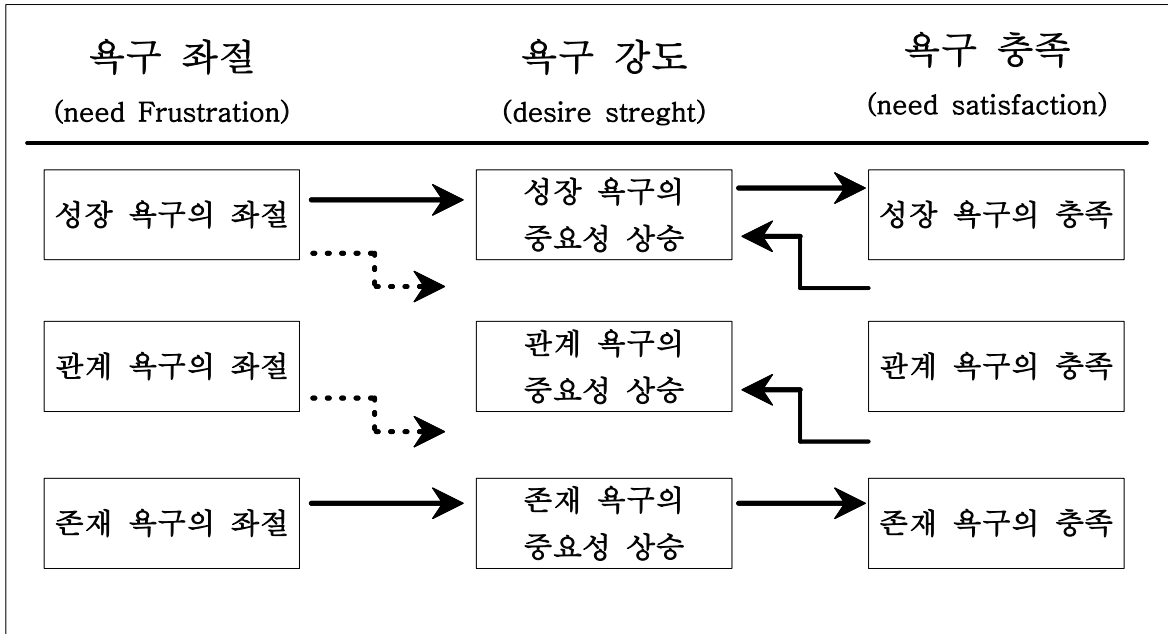 욕구 좌절
(need Frustration)
욕구 강도
(desire streght)
욕구 충족
(need satisfaction)
성장 욕구의 좌절
성장 욕구의
중요성 상승
성장 욕구의 충족
관계 욕구의 좌절
관계 욕구의
중요성 상승
관계 욕구의 충족
존재 욕구의 좌절
존재 욕구의
중요성 상승
존재 욕구의 충족